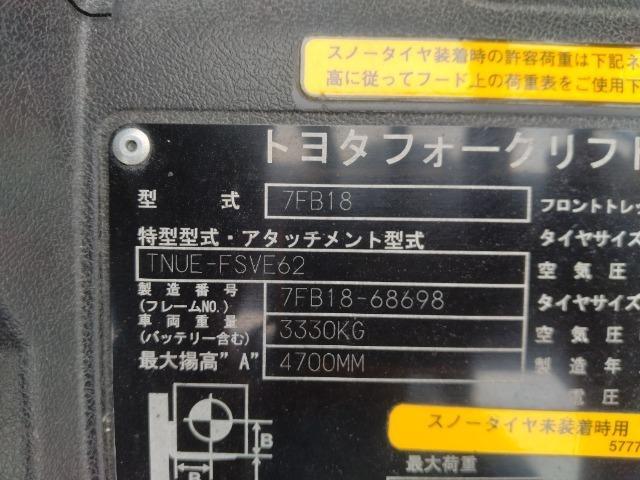 スノータイヤ装着時の許容荷重は下記ネ
高に従ってフード上の荷重表をご使用下
トヨタフォークリフト
型 式 7FB18 フロントトレッ
特型型式・アタッチメント型式 タイヤサイズ
TNUE-FSVE62 空気圧
製造番号 7FB18-68698 タイヤサイズ
(フレームNO.)
車両重量 3330KG 空気圧
(バッテリー含む)
最大揚高"A" 4700MM 製造年
電圧
スノータイヤ未装着時用
5777
B
B
最大荷重